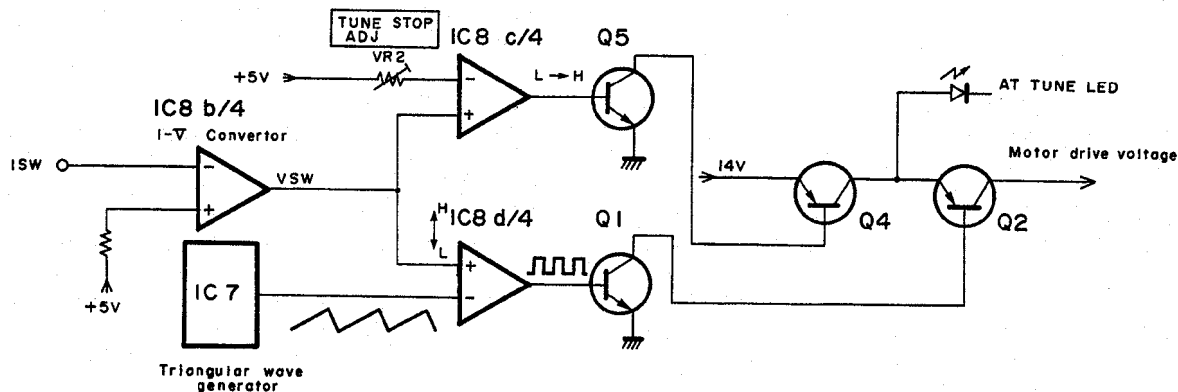 TUNE STOP
ADJ
VR2
+5V
IC8 c/4
L → H
Q5
AT TUNE LED
IC8 b/4
I-V Convertor
ISW
VSW
+5V
14V
Q4
Motor drive voltage
Q2
H
L
IC8 d/4
Q1
IC 7
Triangular wave
generator